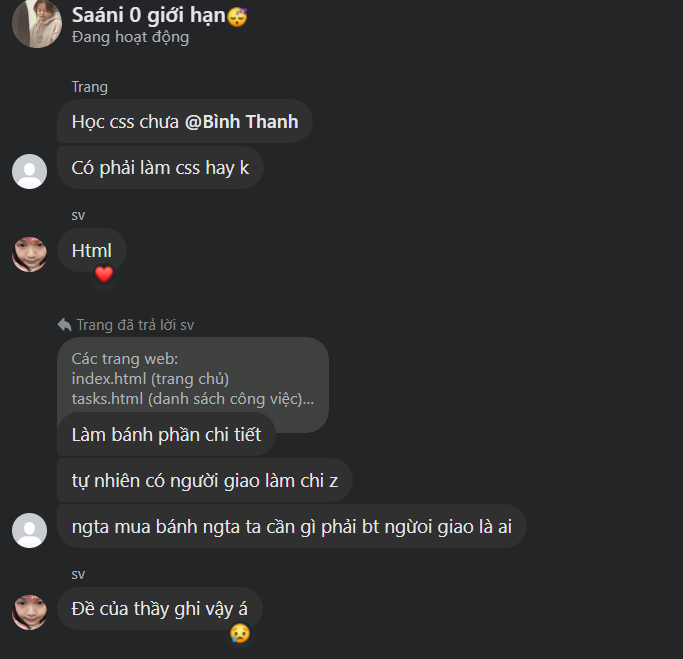 Saáni 0 giới hạn😴
Đang hoạt động
Trang
Học css chưa @Bình Thanh
Có phải làm css hay k
sv
Html
Trang đã trả lời sv
Các trang web:
index.html (trang chủ)
tasks.html (danh sách công việc)...
Làm bánh phần chi tiết
tự nhiên có người giao làm chi z
ngta mua bánh ngta ta cần gì phải bt ngừoi giao là ai
sv
Đề của thầy ghi vậy á